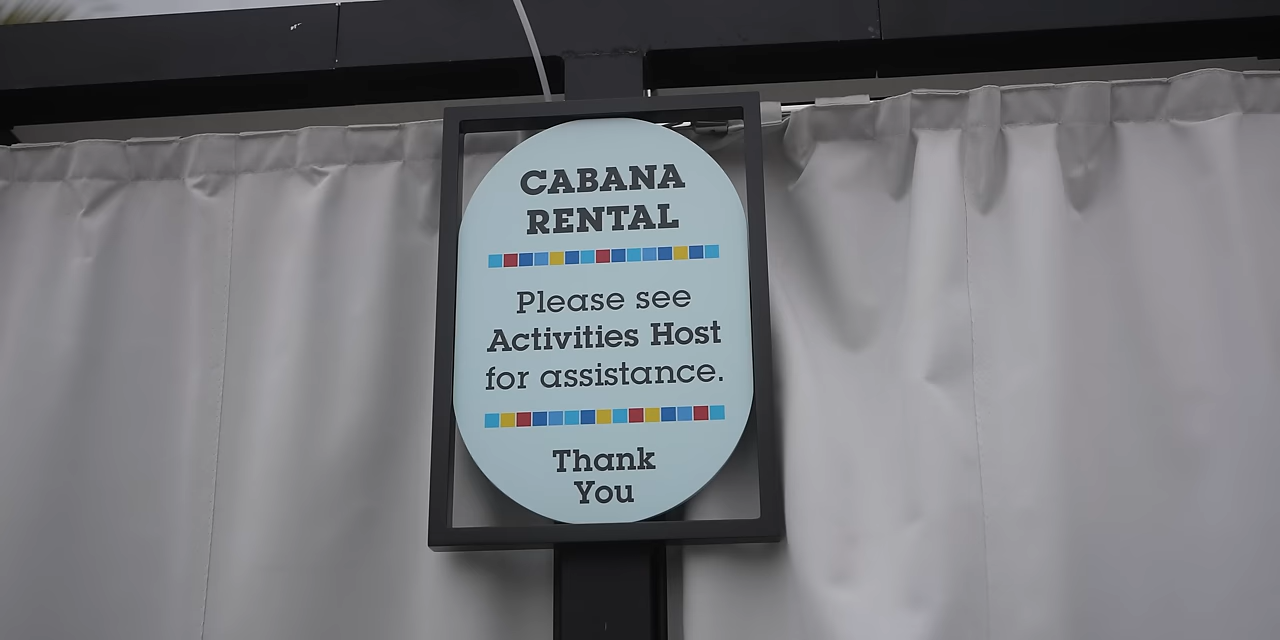 CABANA
RENTAL
Please see
Activities Host
for assistance.
Thank
You